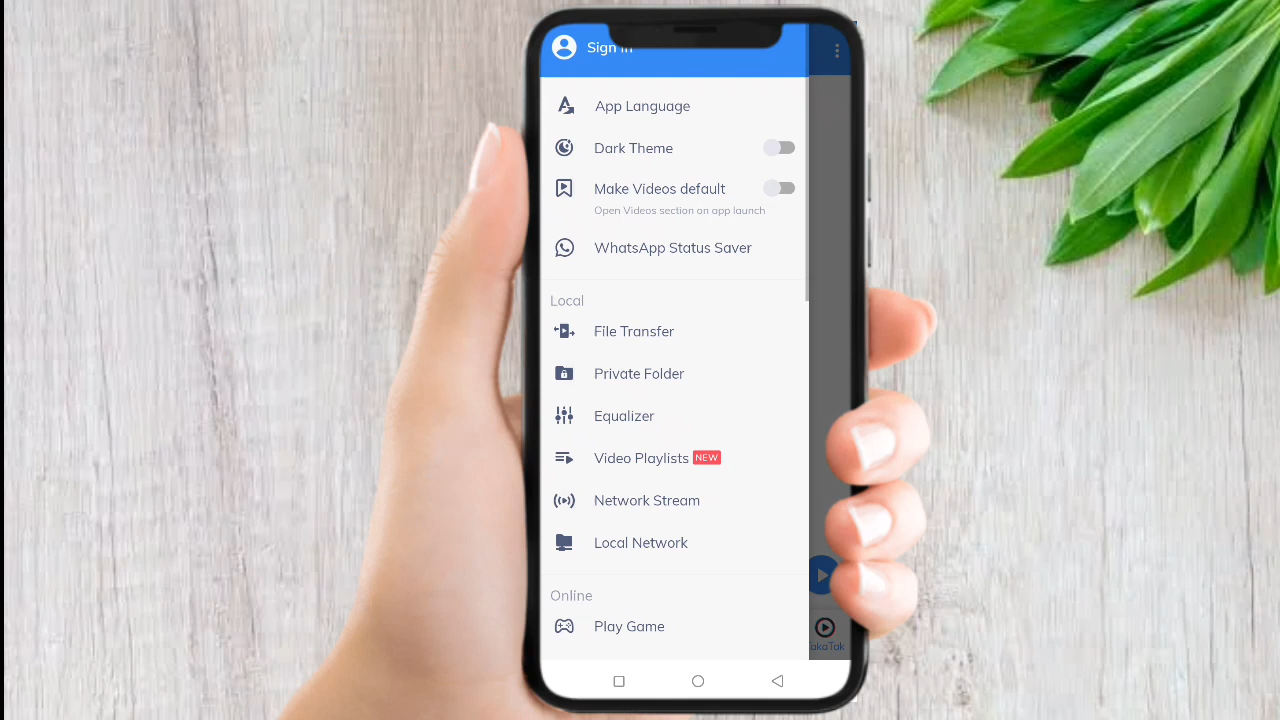 Sign In
App Language
Dark Theme
Make Videos default
Open Videos section on app launch
WhatsApp Status Saver
Local
File Transfer
Private Folder
Equalizer
Video Playlists NEW
Network Stream
Local Network
Online
Play Game